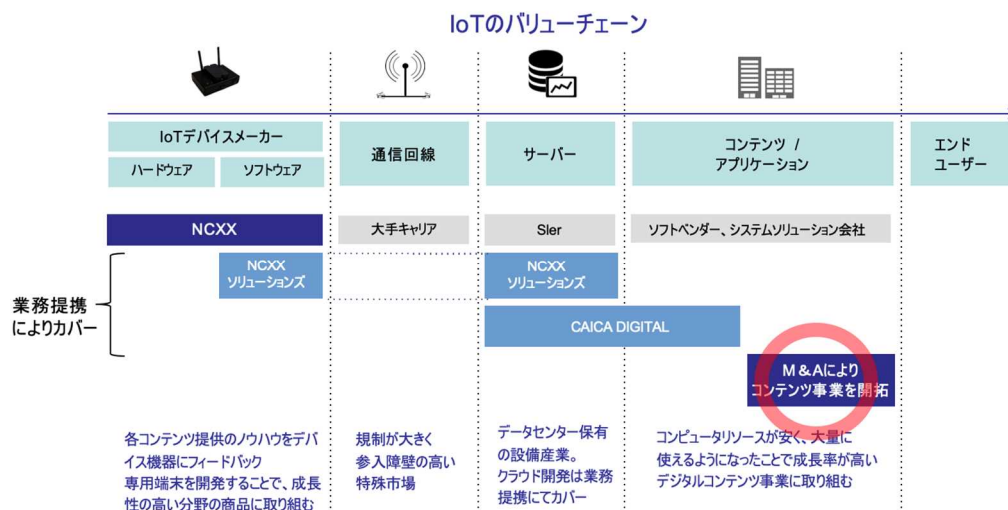 IoTのバリューチェーン
IoTデバイスメーカー
ハードウェア
ソフトウェア
通信回線
サーバー
コンテンツ /
アプリケーション
エンド
ユーザー
NCXX
大手キャリア
SIer
ソフトベンダー、システムソリューション会社
業務提携
によりカバー
NCXX
ソリューションズ
NCXX
ソリューションズ
CAICA DIGITAL
M &Aにより
コンテンツ事業を開拓
各コンテンツ提供のノウハウをデバ
イス機器にフィードバック
専用端末を開発することで、成長
性の高い分野の商品に取り組む
規制が大きく
参入障壁の高い
特殊市場
データセンター保有
の設備産業。
クラウド開発は業務
提携にてカバー
コンピュータリソースが安く、大量に
使えるようになったことで成長率が高い
デジタルコンテンツ事業に取り組む